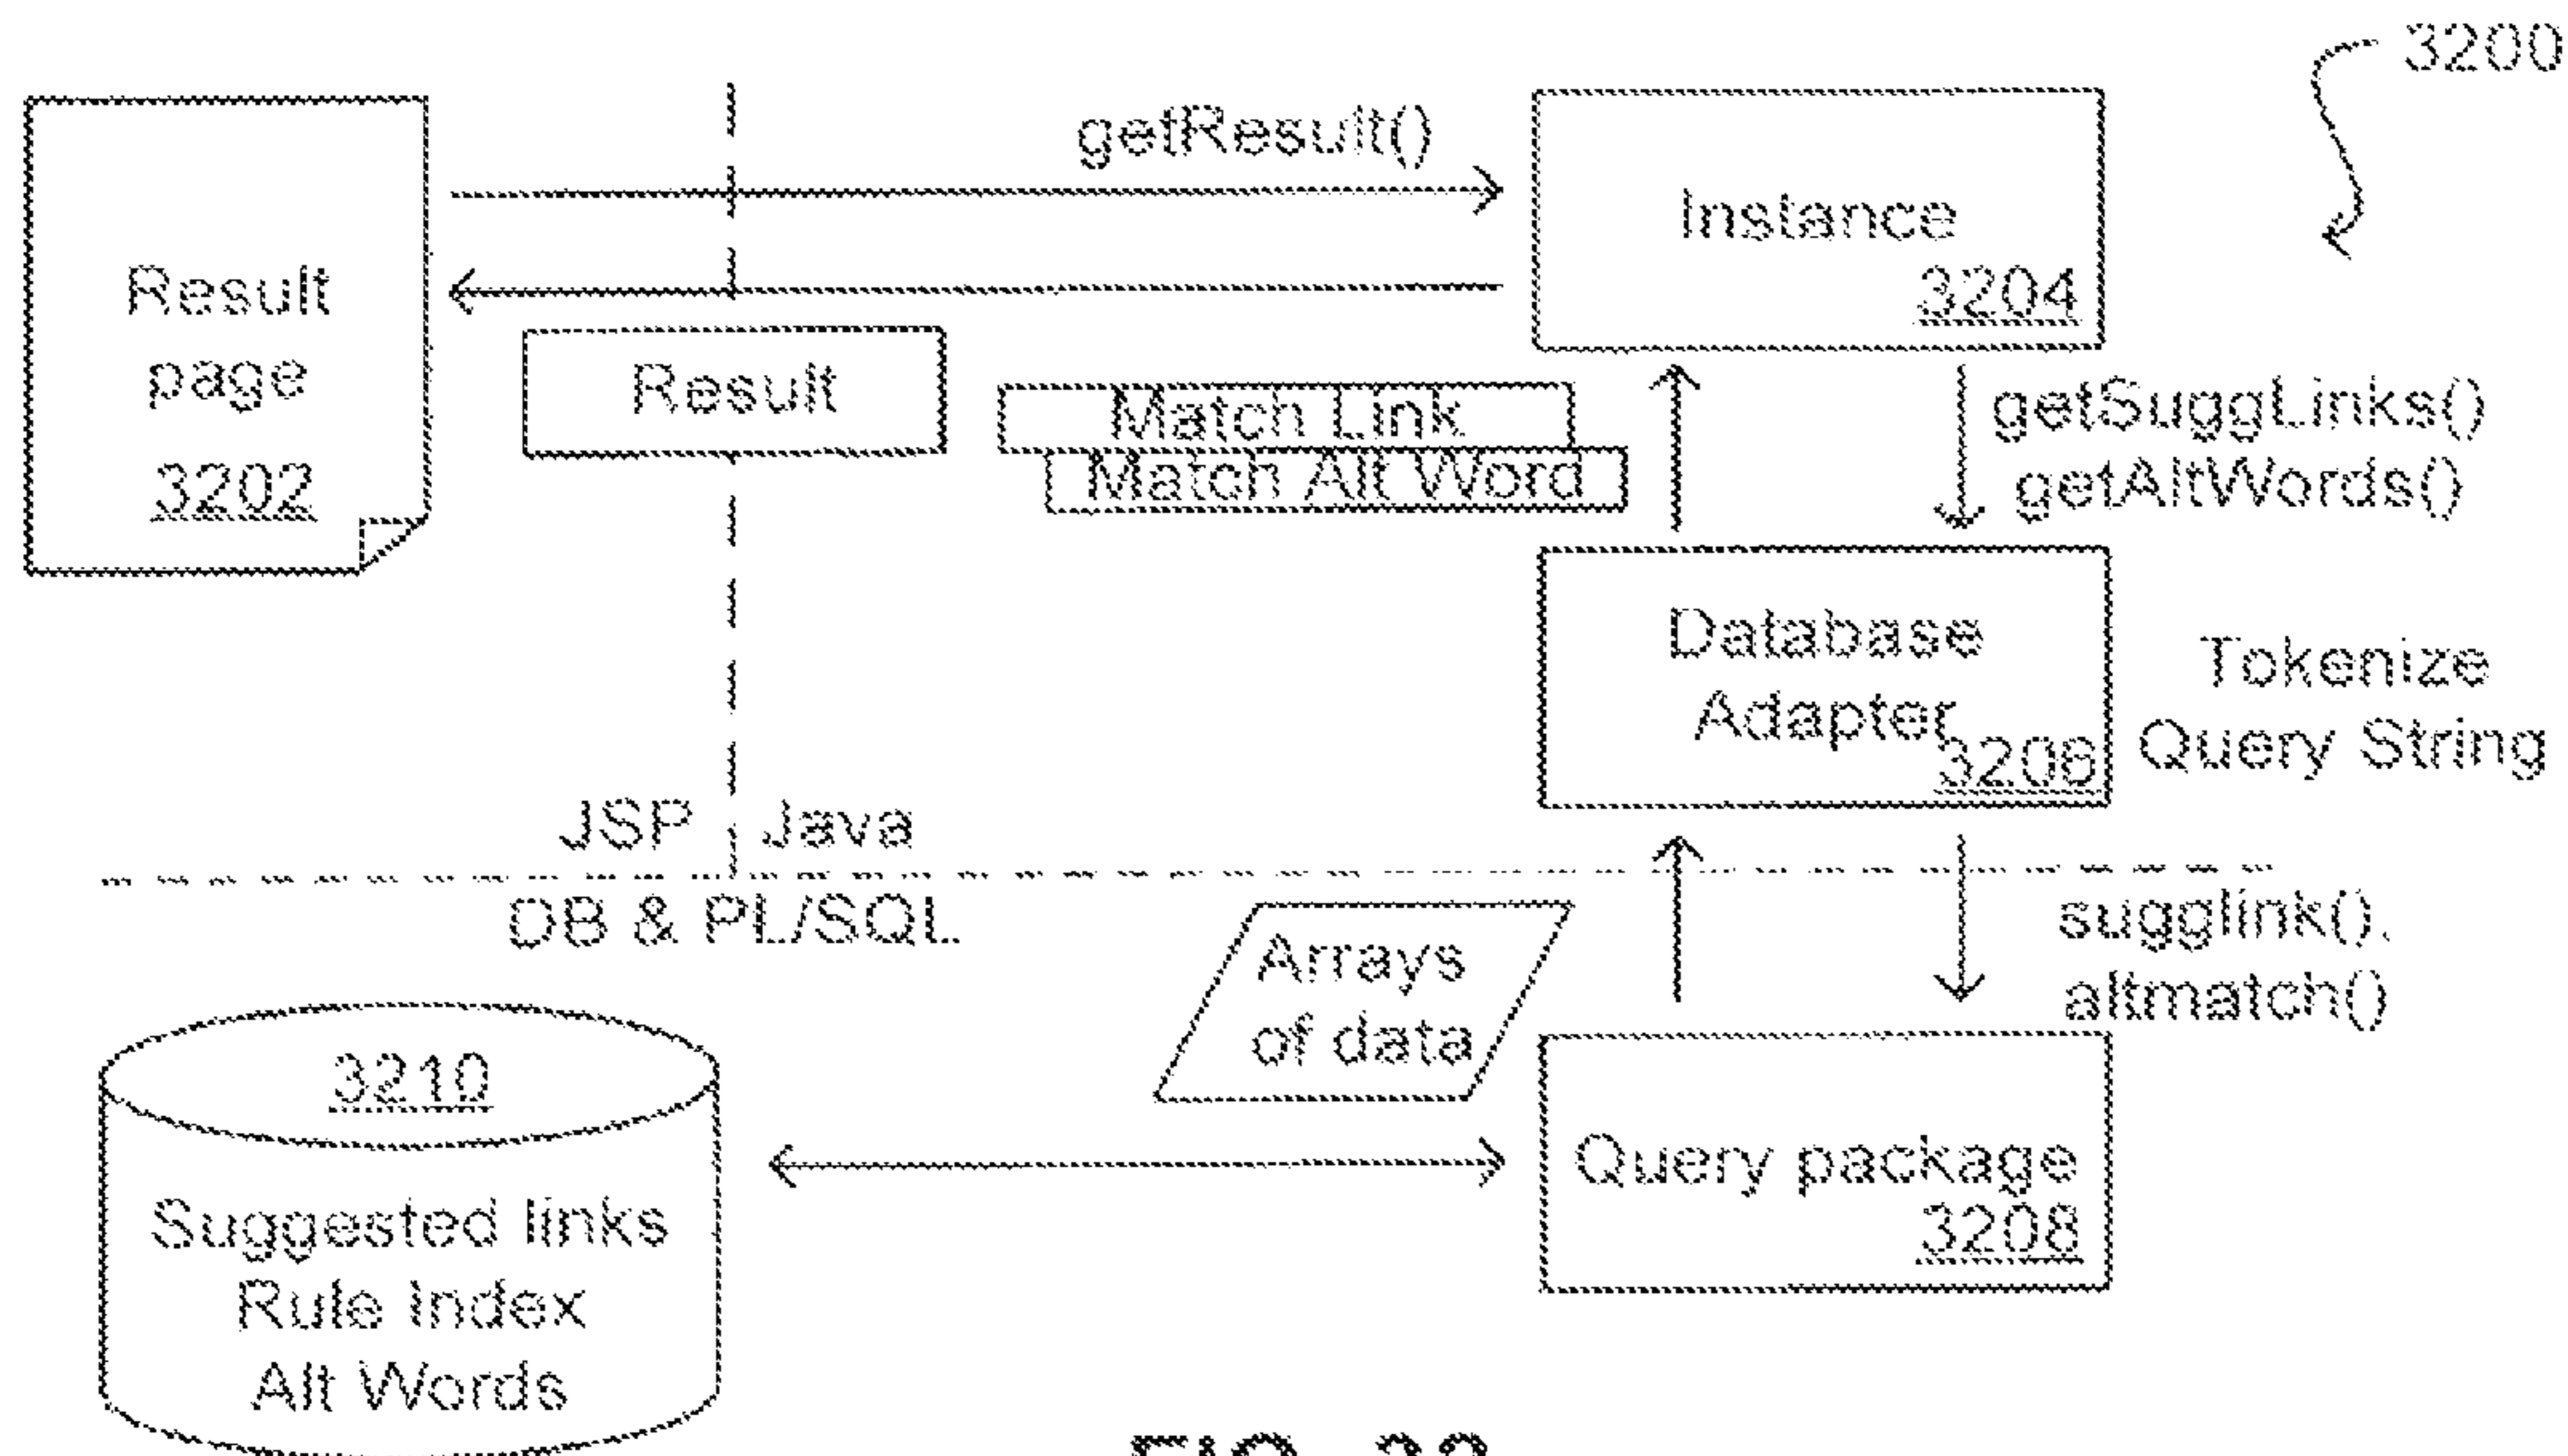 3200
getResult()
Instance
3204
Result
page
3202
Result
Match Link
Match Alt Word
getSuggLinks()
getAltWords()
Database
Adapter
3206
Tokenize
Query String
JSP
Java
DB & PL/SQL
sugglink(),
altmatch()
Arrays
of data
3210
Suggested links
Rule Index
Alt Words
Query package
3208